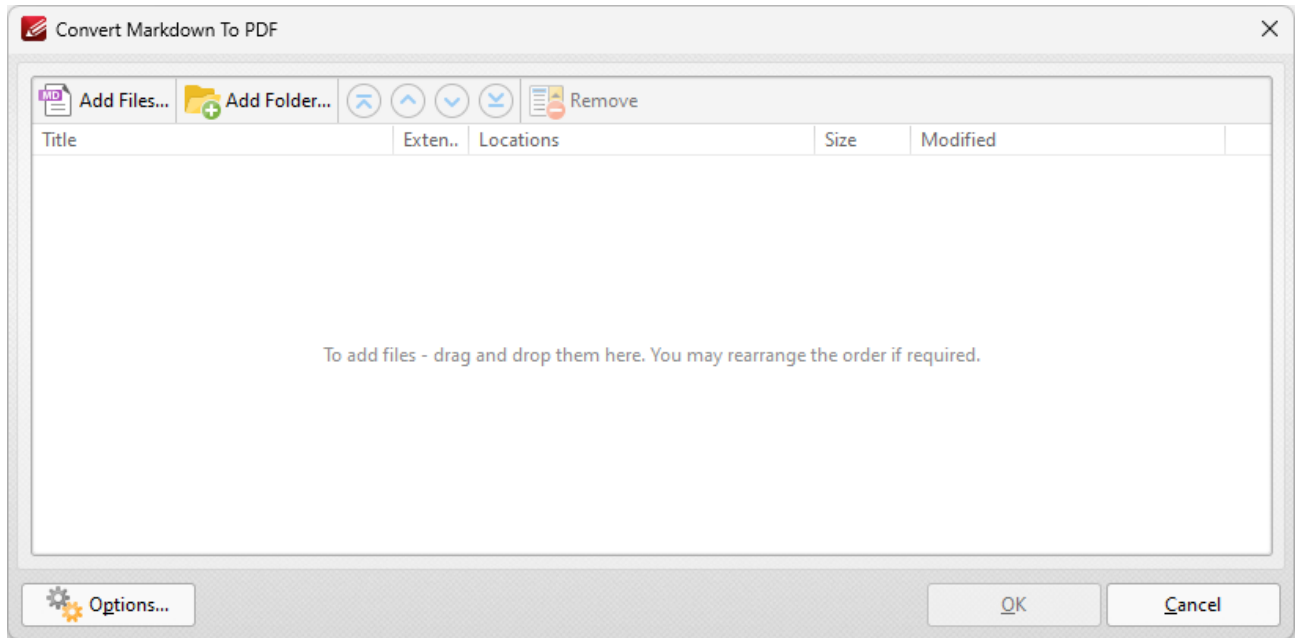 Convert Markdown To PDF
MD Add Files... Add Folder... Remove
Title Exten.. Locations Size Modified
To add files - drag and drop them here. You may rearrange the order if required.
Options... OK Cancel